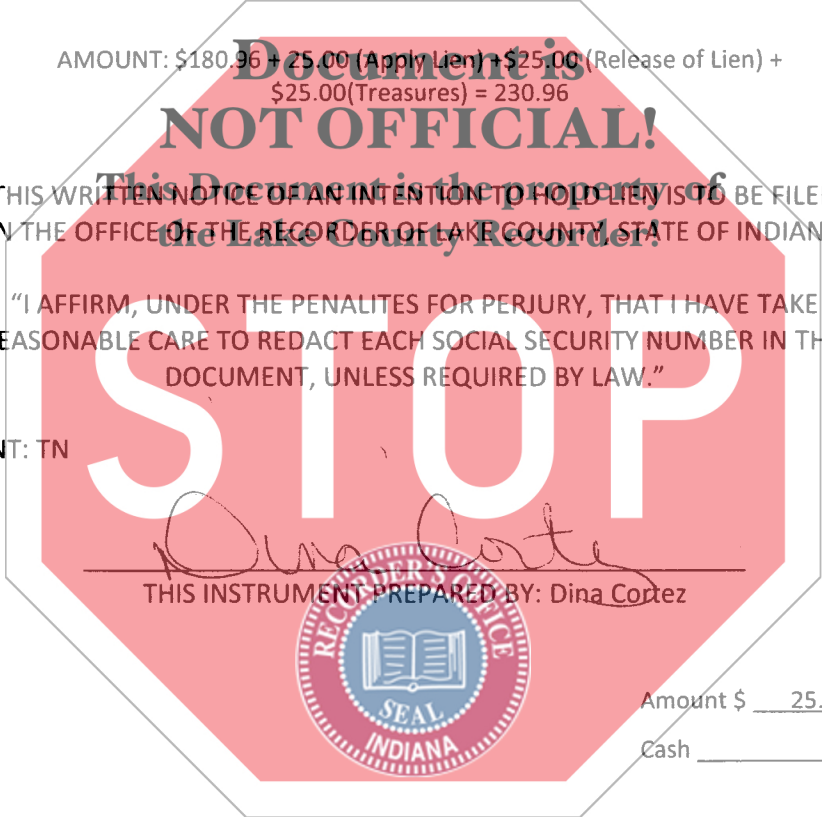 AMOUNT: $180.96 + 25.00 (Apply Lien) +$25.00 (Release of Lien) +
Document is
$25.00(Treasures) = 230.96
NOT OFFICIAL!
THIS WRITTEN NOTICE OF AN INTENTION TO HOLD LIEN IS TO BE FILE
This Document is the property of
N THE OFFICE OF THE RECORDER OF LAKE COUNTY, STATE OF INDIAN
the Lake County Recorder!
“I AFFIRM, UNDER THE PENALITES FOR PERJURY, THAT I HAVE TAKE
EASONABLE CARE TO REDACT EACH SOCIAL SECURITY NUMBER IN TH
DOCUMENT, UNLESS REQUIRED BY LAW.”
STOP
NT: TN
Dina Cortez
THIS INSTRUMENT PREPARED BY: Dina Cortez
RECORDER'S OFFICE
SEAL
INDIANA
Amount $ 25.
Cash